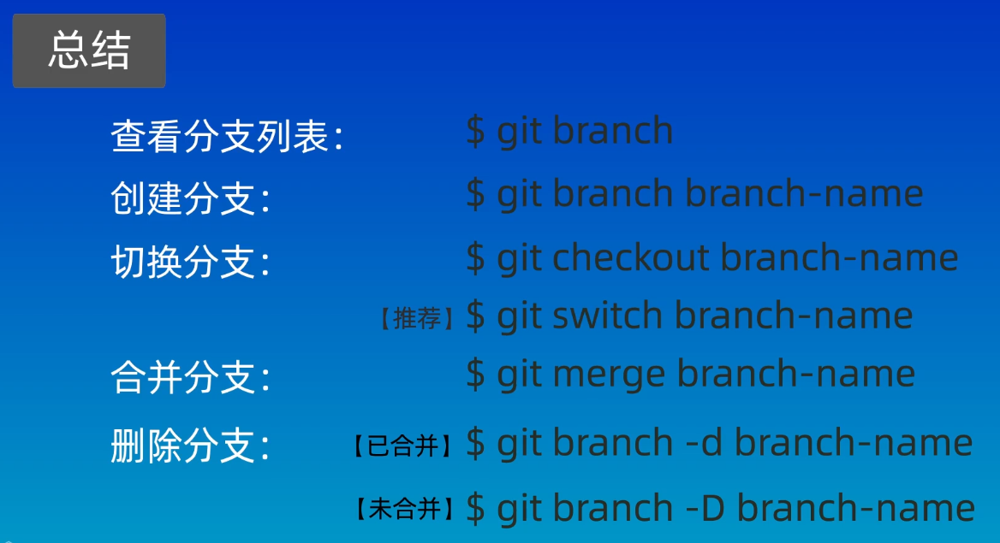 总结
查看分支列表： $ git branch
创建分支： $ git branch branch-name
切换分支： $ git checkout branch-name
【推荐】 $ git switch branch-name
合并分支： $ git merge branch-name
删除分支： 【已合并】 $ git branch -d branch-name
【未合并】 $ git branch -D branch-name